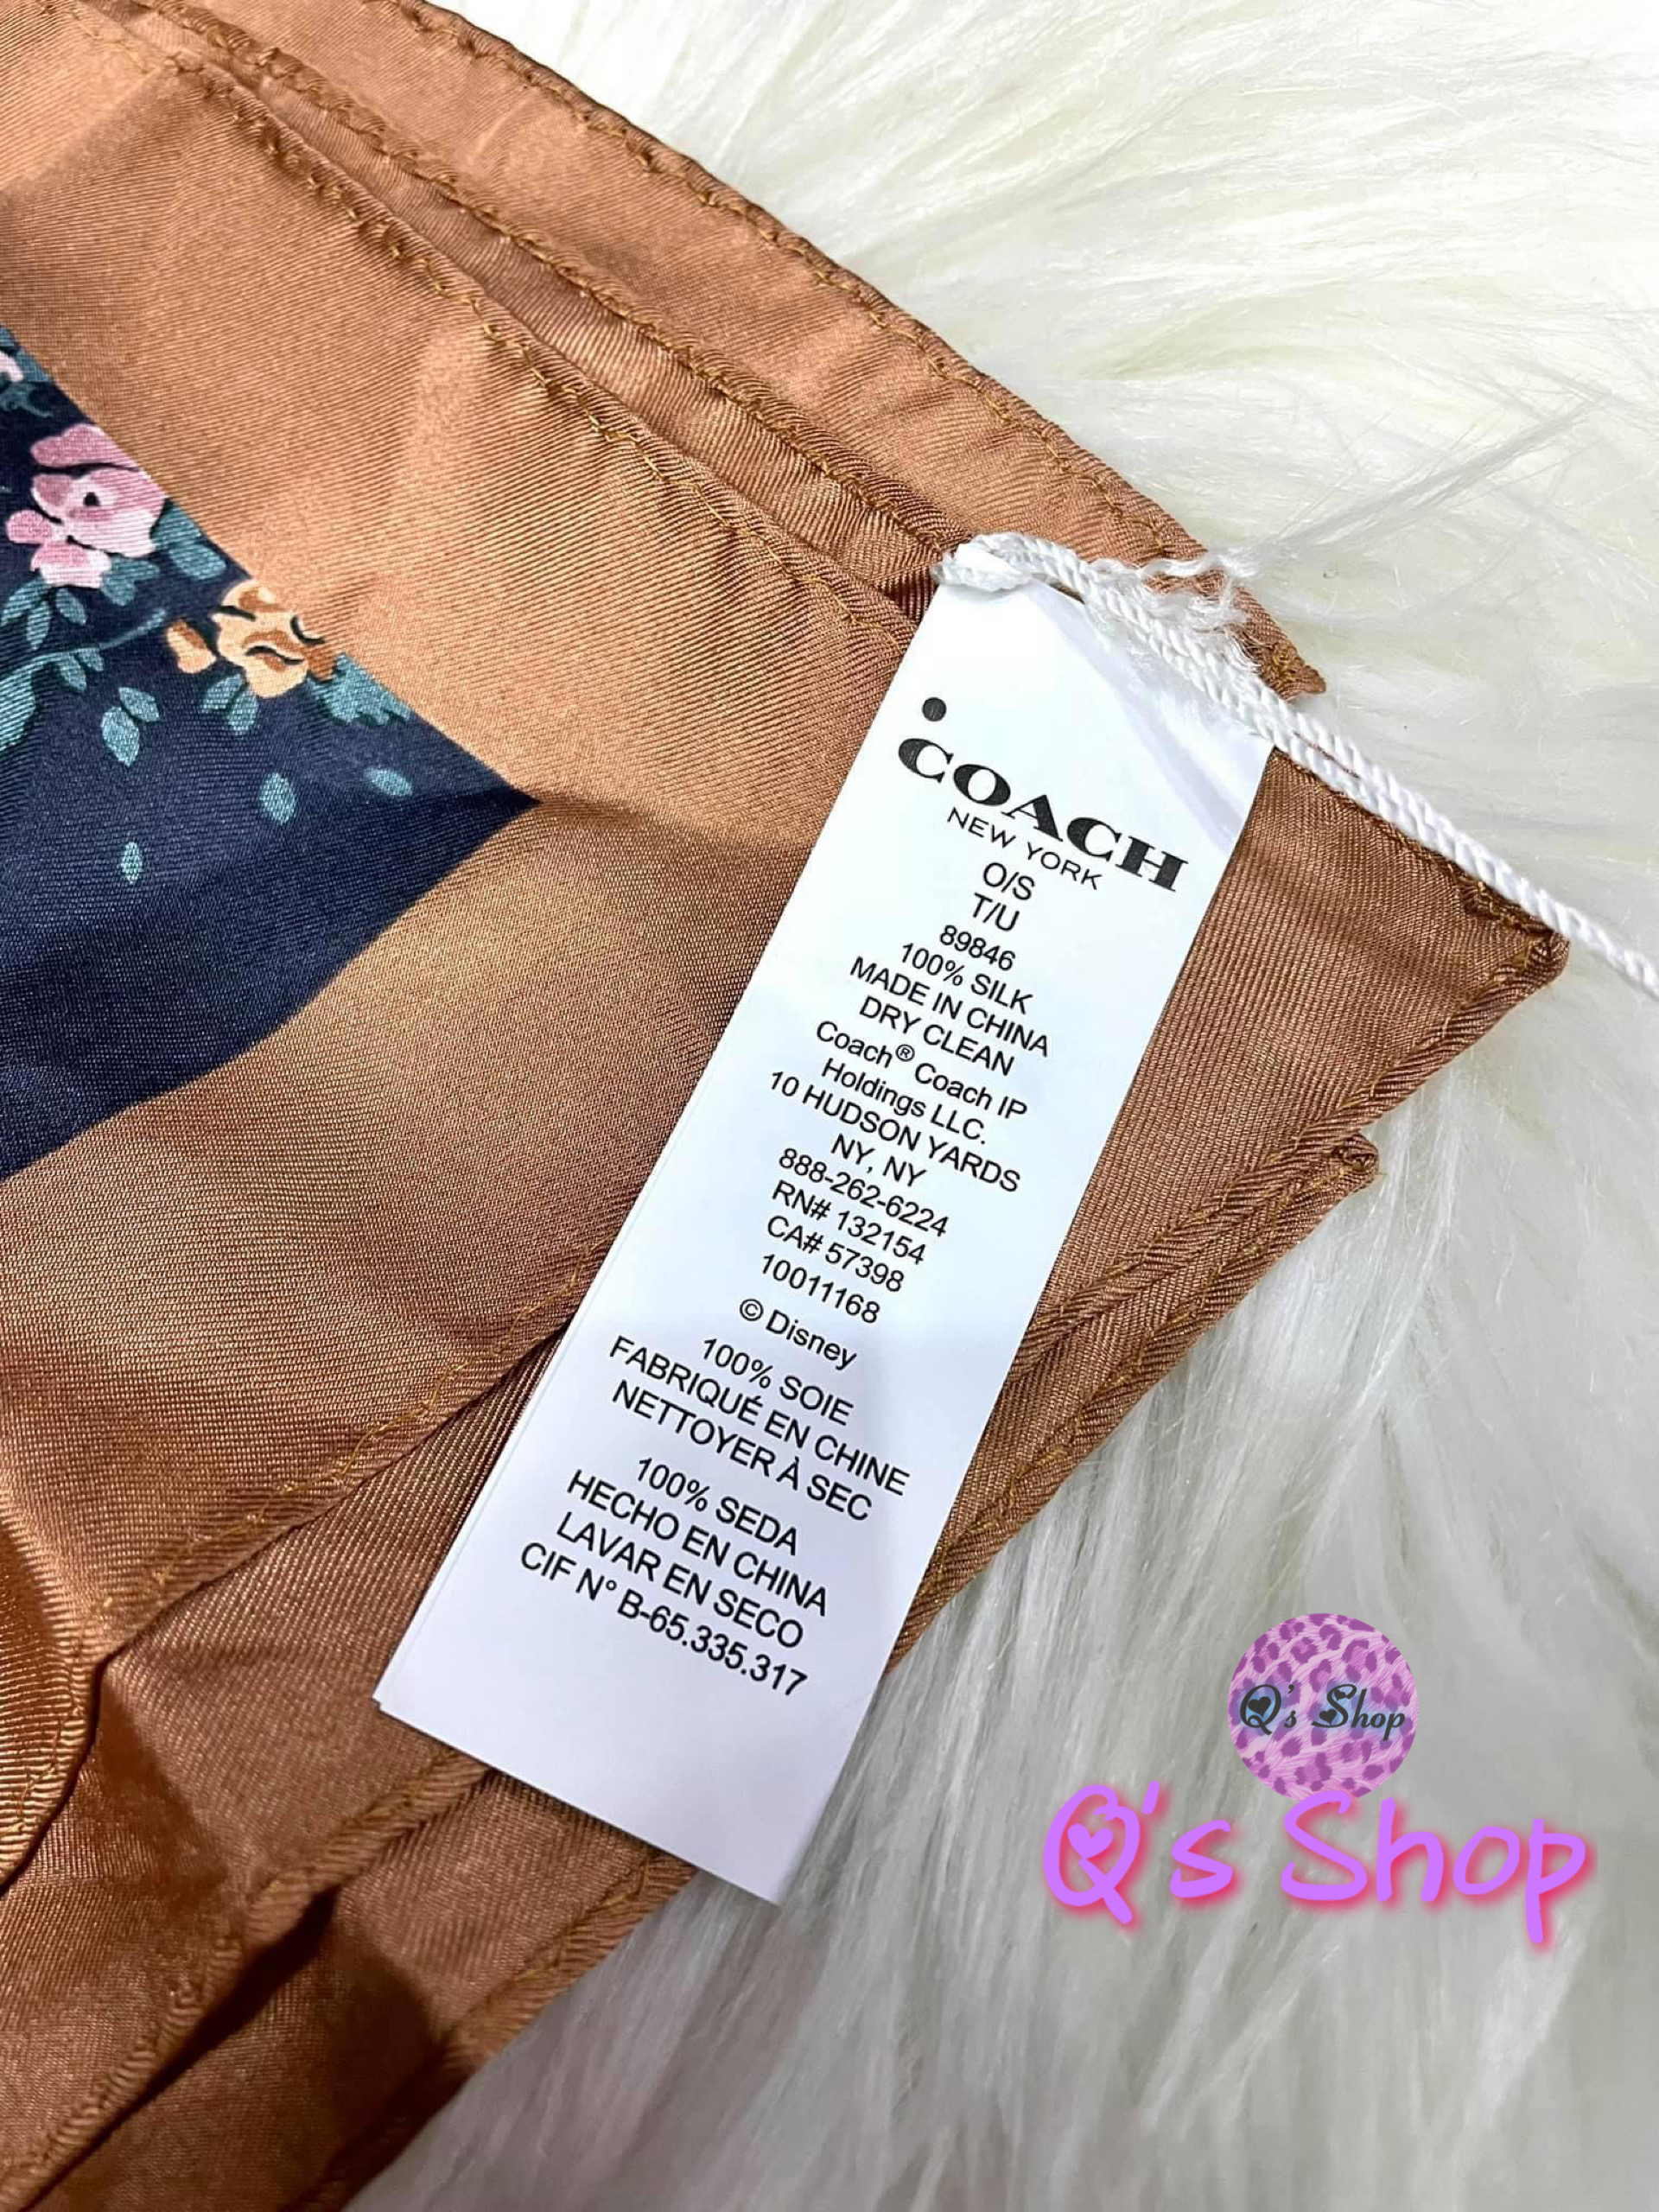 COACH
NEW YORK
O/S
T/U
89846
100% SILK
MADE IN CHINA
DRY CLEAN
Coach® Coach IP
Holdings LLC.
10 HUDSON YARDS
NY, NY
888-262-6224
RN# 132154
CA# 57398
10011168
© Disney
100% SOIE
FABRIQUÉ EN CHINE
NETTOYER À SEC
100% SEDA
HECHO EN CHINA
LAVAR EN SECO
CIF N° B-65.335.317
Q's Shop
Q's Shop